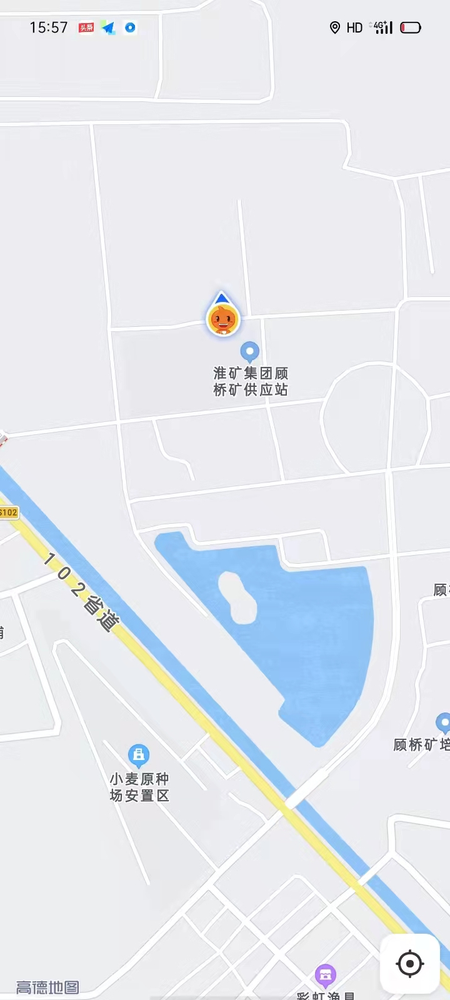 15:57 头条 HD 4G+
淮矿集团顾
桥矿供应站
S102
102省道
顾
顾桥矿培
小麦原种
场安置区
彩虹渔具
高德地图